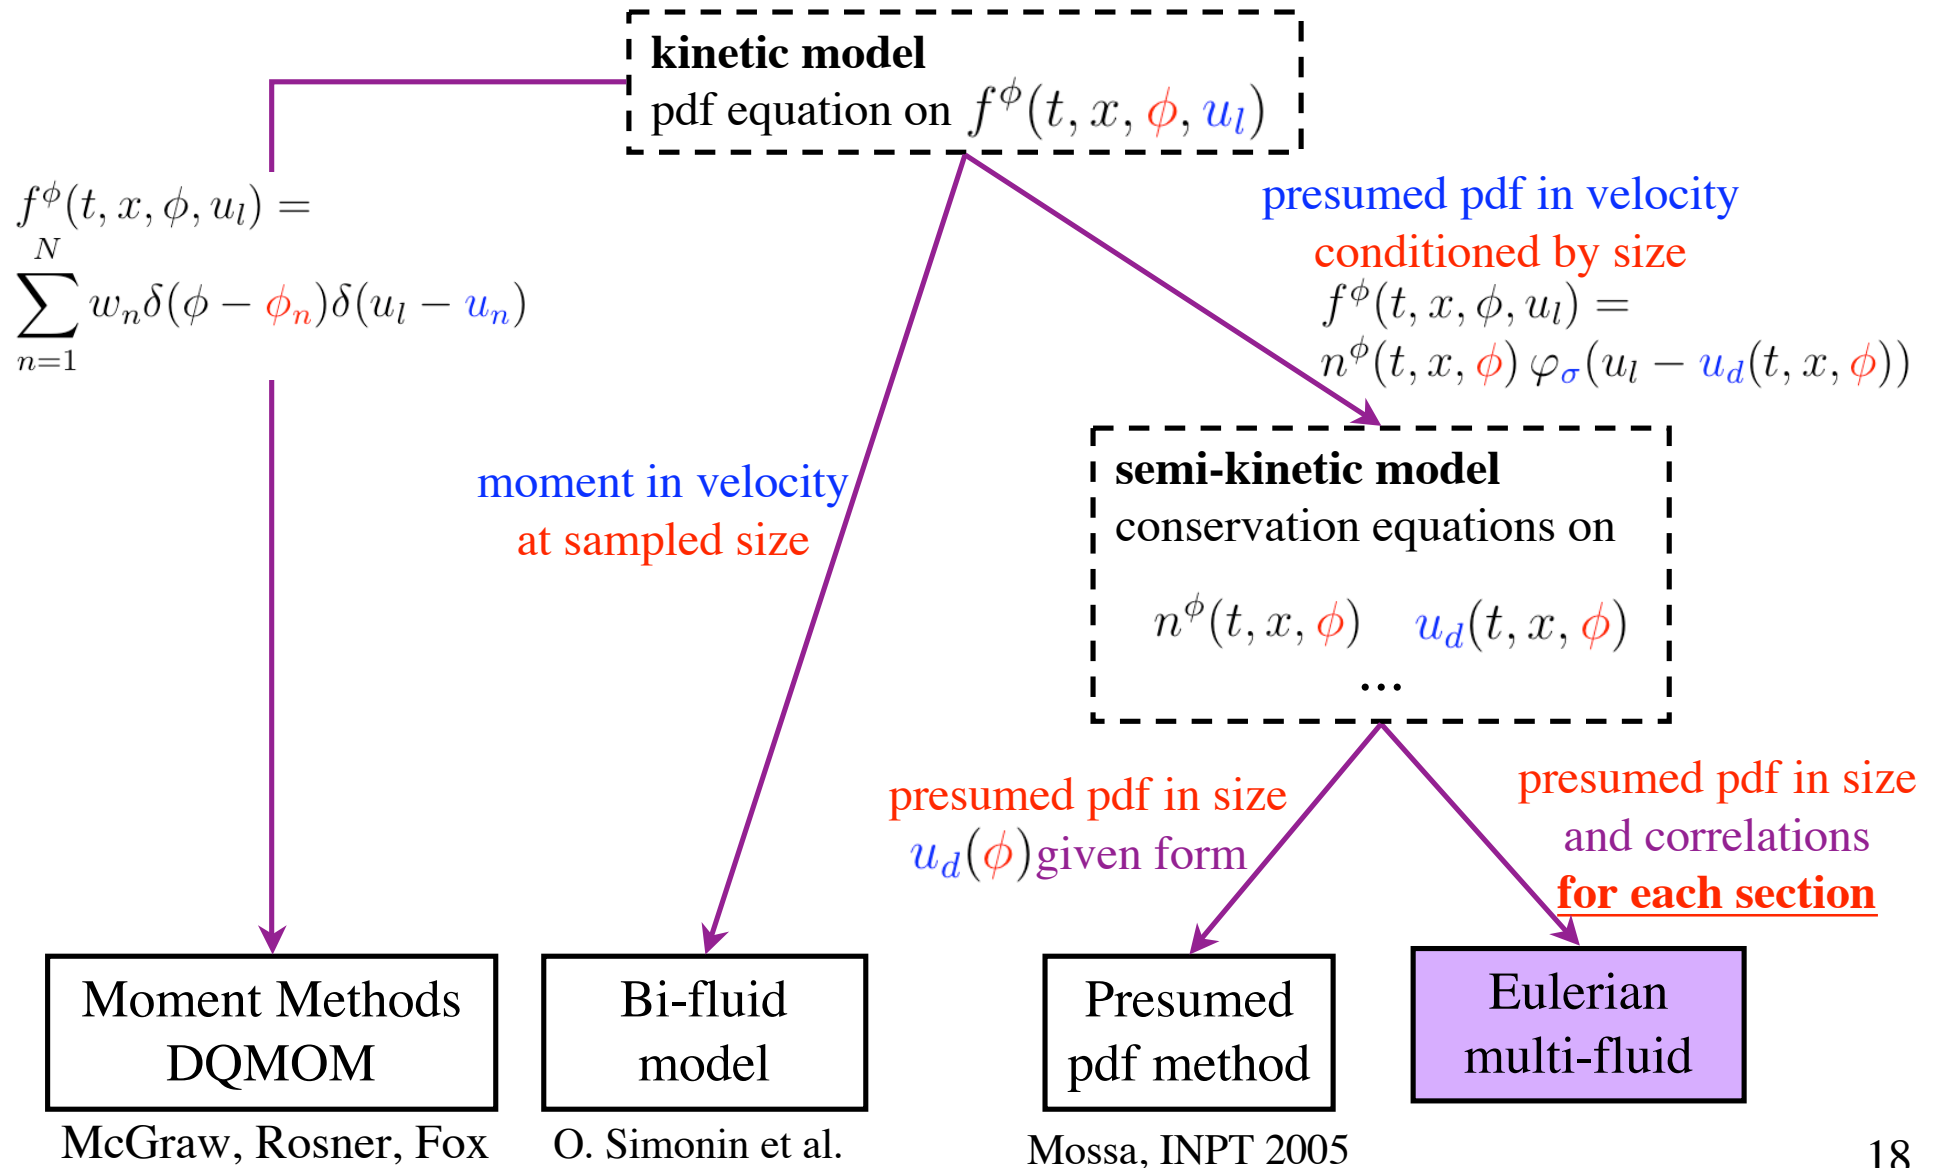 kinetic model
pdf equation on f^ϕ(t, x, ϕ, u_l)
f^ϕ(t, x, ϕ, u_l) =
∑_{n=1}^{N} w_n δ(ϕ − ϕ_n)δ(u_l − u_n)
presumed pdf in velocity
conditioned by size
f^ϕ(t, x, ϕ, u_l) =
n^ϕ(t, x, ϕ) φ_σ(u_l − u_d(t, x, ϕ))
moment in velocity
at sampled size
semi-kinetic model
conservation equations on
n^ϕ(t, x, ϕ) u_d(t, x, ϕ)
...
presumed pdf in size
u_d(ϕ) given form
presumed pdf in size
and correlations
for each section
Moment Methods
DQMOM
McGraw, Rosner, Fox
Bi-fluid
model
O. Simonin et al.
Presumed
pdf method
Mossa, INPT 2005
Eulerian
multi-fluid
18